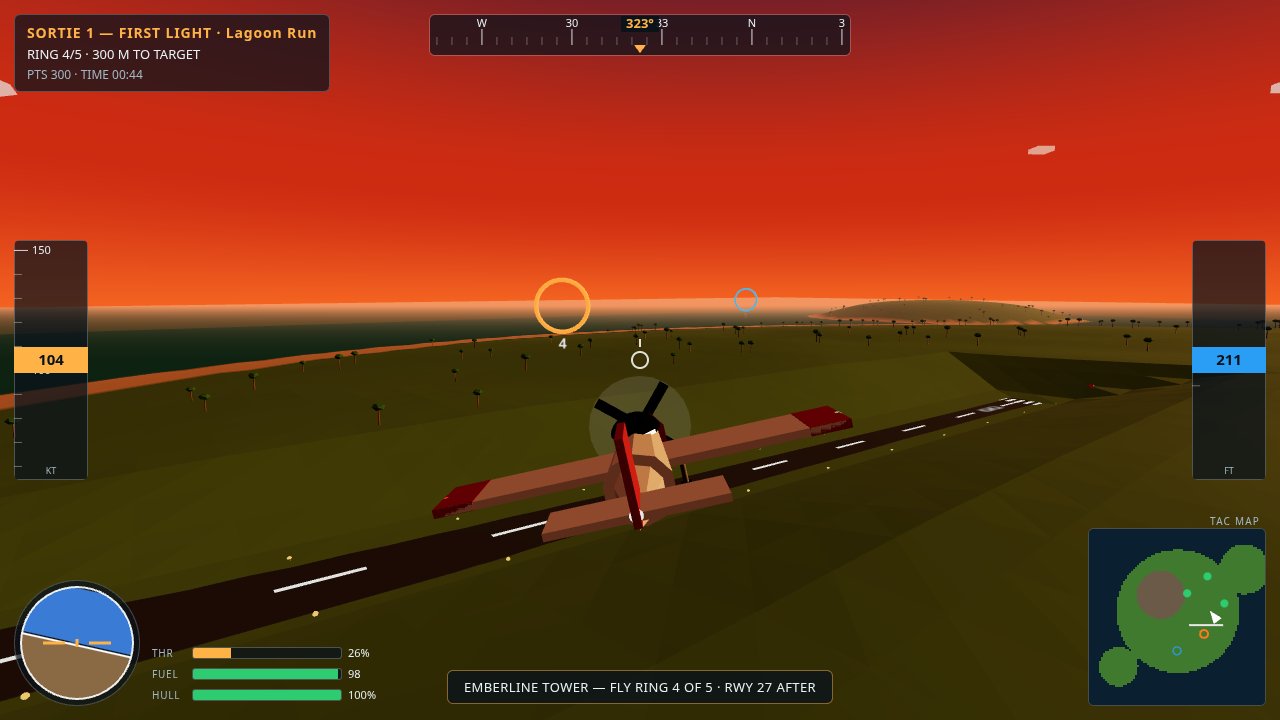 SORTIE 1 — FIRST LIGHT · Lagoon Run
RING 4/5 · 300 M TO TARGET
PTS 300 · TIME 00:44
W 30 323° 33 N 3
150
104
KT
211
FT
4
TAC MAP
THR 26%
FUEL 98
HULL 100%
EMBERLINE TOWER — FLY RING 4 OF 5 · RWY 27 AFTER